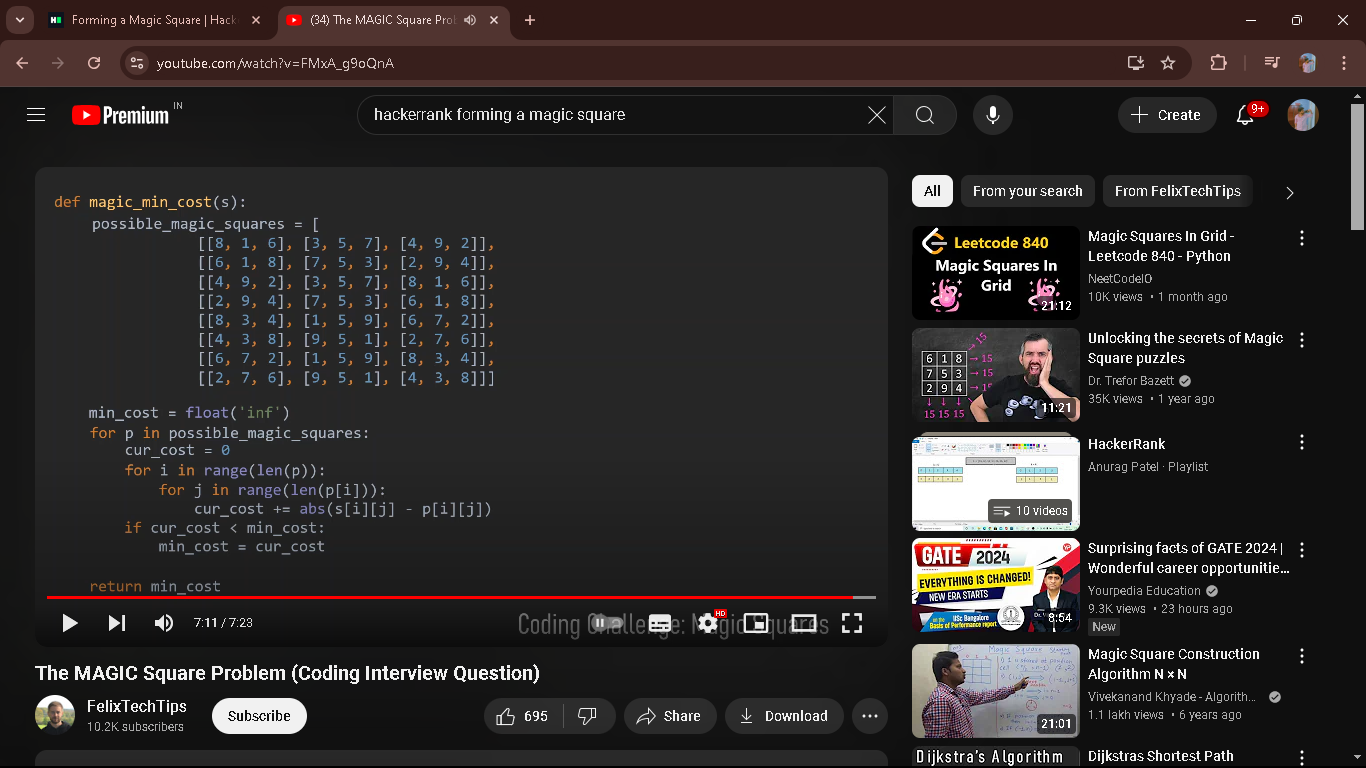 Forming a Magic Square | Hack
(34) The MAGIC Square Prob
youtube.com/watch?v=FMxA_g9oQnA
Premium IN
hackerrank forming a magic square
Create
9+
def magic_min_cost(s):
possible_magic_squares = [
[[8, 1, 6], [3, 5, 7], [4, 9, 2]],
[[6, 1, 8], [7, 5, 3], [2, 9, 4]],
[[4, 9, 2], [3, 5, 7], [8, 1, 6]],
[[2, 9, 4], [7, 5, 3], [6, 1, 8]],
[[8, 3, 4], [1, 5, 9], [6, 7, 2]],
[[4, 3, 8], [9, 5, 1], [2, 7, 6]],
[[6, 7, 2], [1, 5, 9], [8, 3, 4]],
[[2, 7, 6], [9, 5, 1], [4, 3, 8]]]
min_cost = float('inf')
for p in possible_magic_squares:
cur_cost = 0
for i in range(len(p)):
for j in range(len(p[i])):
cur_cost += abs(s[i][j] - p[i][j])
if cur_cost < min_cost:
min_cost = cur_cost
return min_cost
7:11 / 7:23
Coding Challenge: Magic Squares
HD
The MAGIC Square Problem (Coding Interview Question)
FelixTechTips
10.2K subscribers
Subscribe
695
Share
Download
All
From your search
From FelixTechTips
Leetcode 840
Magic Squares In
Grid
21:12
Magic Squares In Grid -
Leetcode 840 - Python
NeetCodeIO
10K views • 1 month ago
15
6 1 8 → 15
7 5 3 → 15
2 9 4 → 15
15 15 15
11:21
Unlocking the secrets of Magic
Square puzzles
Dr. Trefor Bazett
35K views • 1 year ago
10 videos
HackerRank
Anurag Patel · Playlist
GATE 2024
EVERYTHING IS CHANGED!
NEW ERA STARTS
8:54
Surprising facts of GATE 2024 |
Wonderful career opportunitie...
Yourpedia Education
9.3K views • 23 hours ago
New
21:01
Magic Square Construction
Algorithm N × N
Vivekanand Khyade - Algorith...
1.1 lakh views • 6 years ago
Dijkstra's Algorithm
Dijkstras Shortest Path